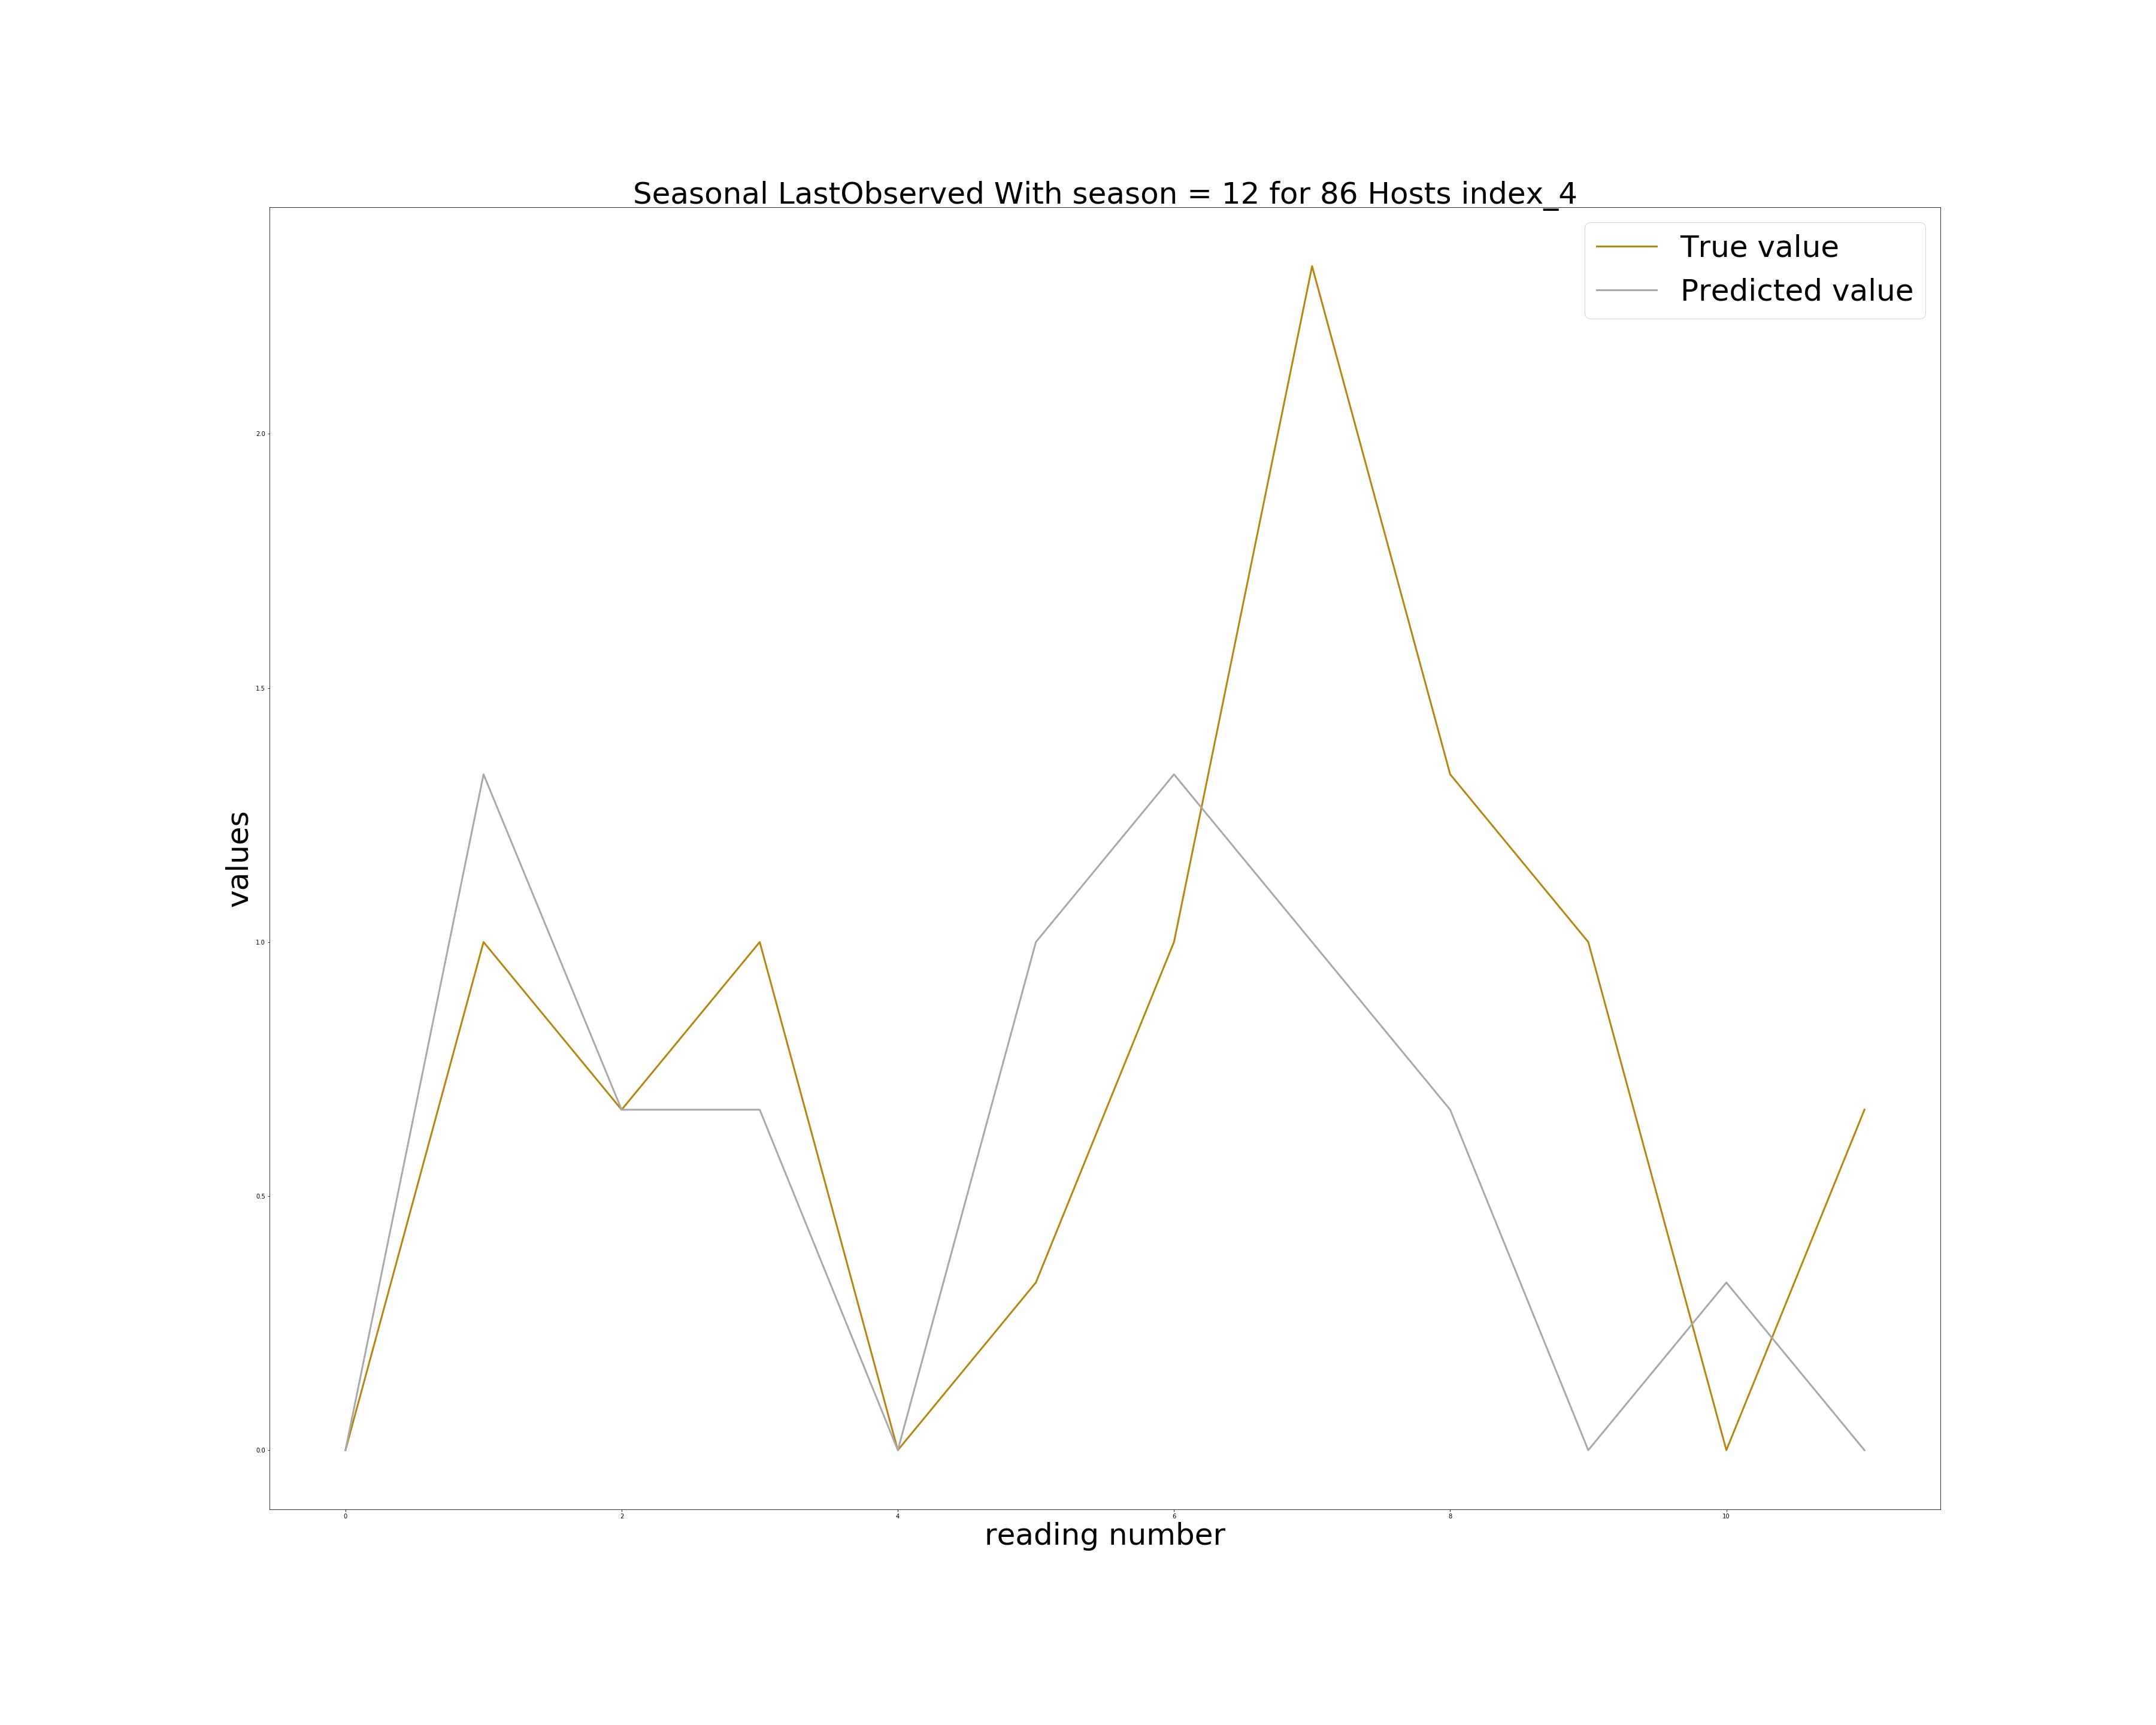 Seasonal LastObserved With season = 12 for 86 Hosts index_4
True value
Predicted value
values
2.0
1.5
1.0
0.5
0.0
0 2 4 6 8 10
reading number